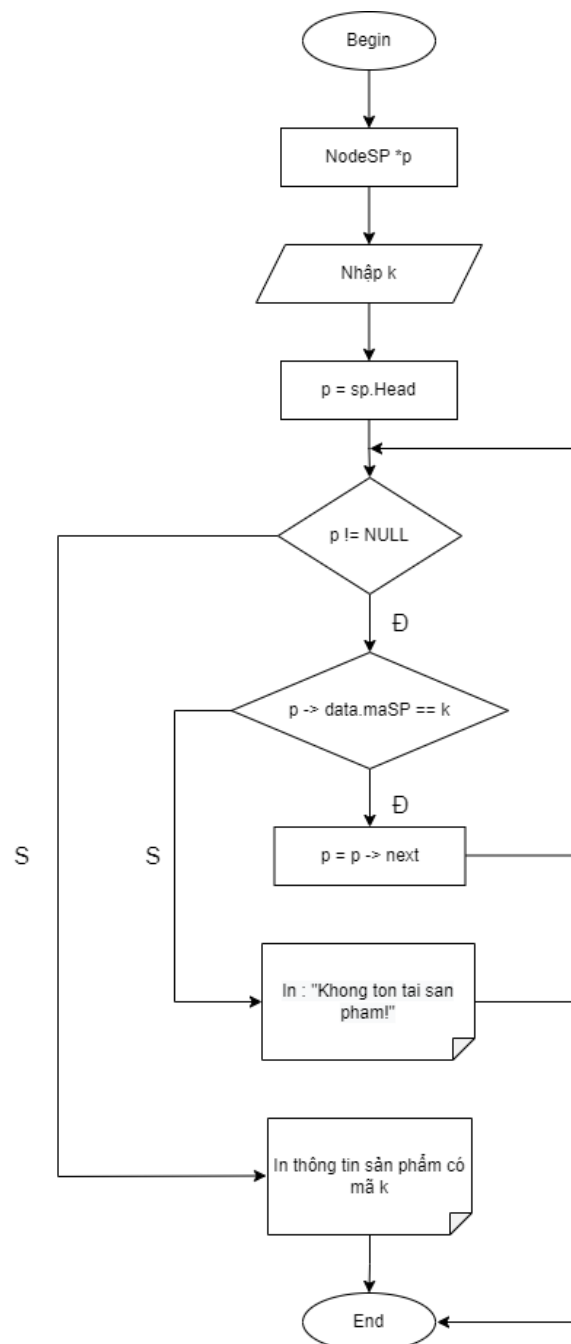 Begin
NodeSP *p
Nhập k
p = sp.Head
p != NULL
Đ
p -> data.maSP == k
Đ
S
S
p = p -> next
In : "Khong ton tai san
pham!"
In thông tin sản phẩm có
mã k
End